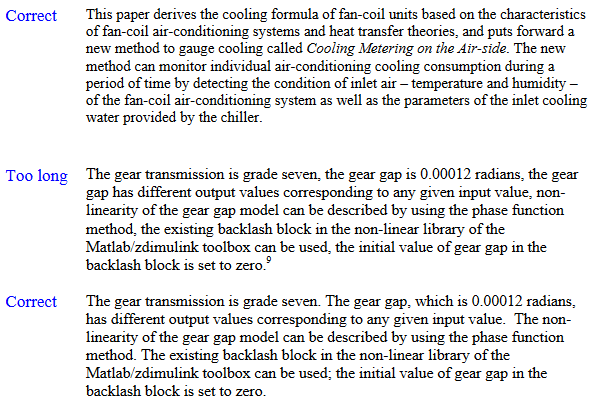 Correct This paper derives the cooling formula of fan-coil units based on the characteristics
of fan-coil air-conditioning systems and heat transfer theories, and puts forward a
new method to gauge cooling called Cooling Metering on the Air-side. The new
method can monitor individual air-conditioning cooling consumption during a
period of time by detecting the condition of inlet air – temperature and humidity –
of the fan-coil air-conditioning system as well as the parameters of the inlet cooling
water provided by the chiller.
Too long The gear transmission is grade seven, the gear gap is 0.00012 radians, the gear
gap has different output values corresponding to any given input value, non-
linearity of the gear gap model can be described by using the phase function
method, the existing backlash block in the non-linear library of the
Matlab/zdimulink toolbox can be used, the initial value of gear gap in the
backlash block is set to zero.9
Correct The gear transmission is grade seven. The gear gap, which is 0.00012 radians,
has different output values corresponding to any given input value. The non-
linearity of the gear gap model can be described by using the phase function
method. The existing backlash block in the non-linear library of the
Matlab/zdimulink toolbox can be used; the initial value of gear gap in the
backlash block is set to zero.